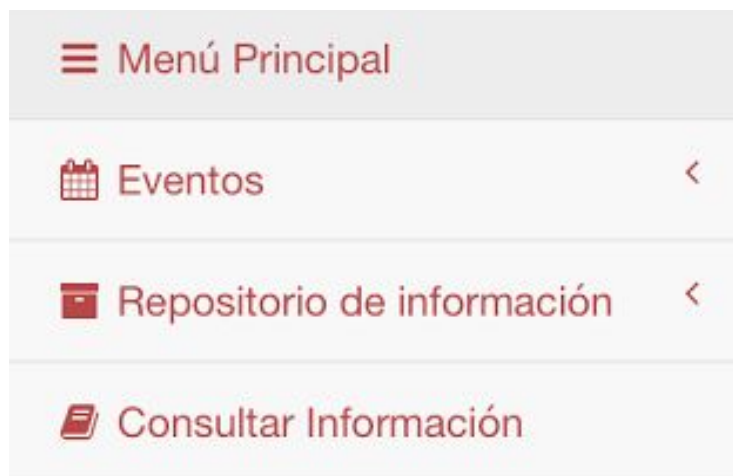 Menú Principal
Eventos
Repositorio de información
Consultar Información